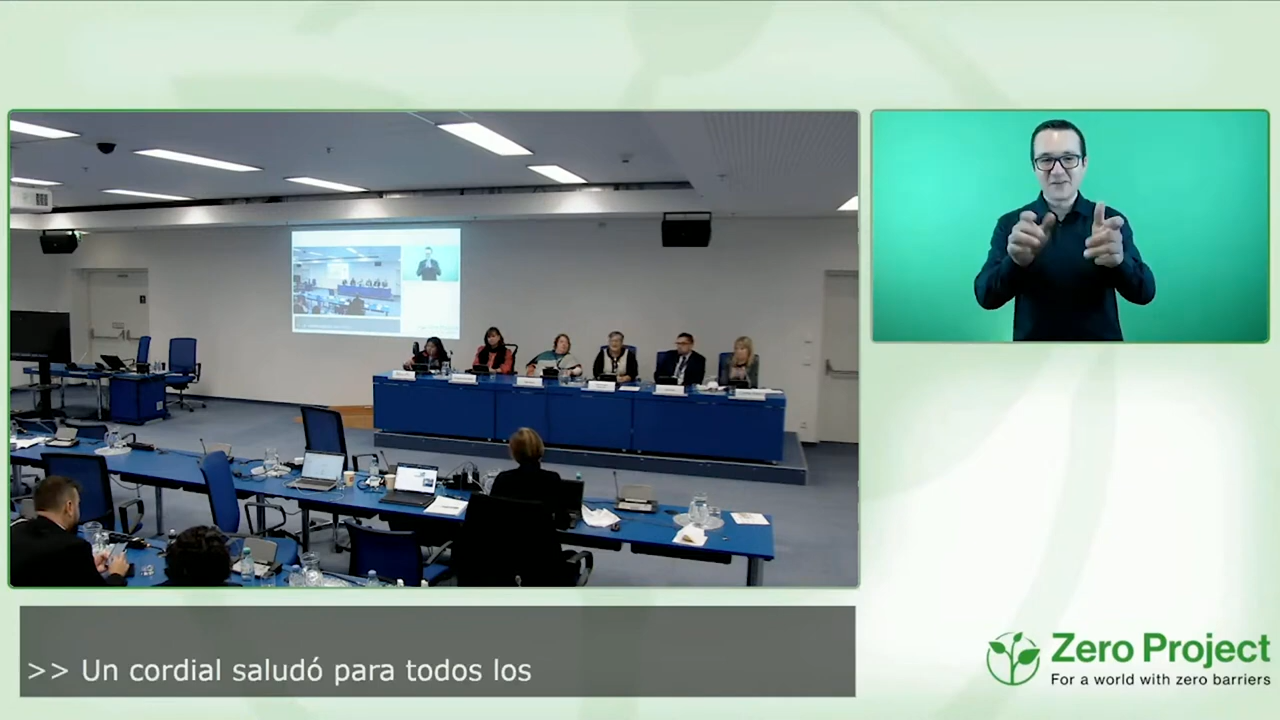 >> Un cordial saludó para todos los
Zero Project
For a world with zero barriers